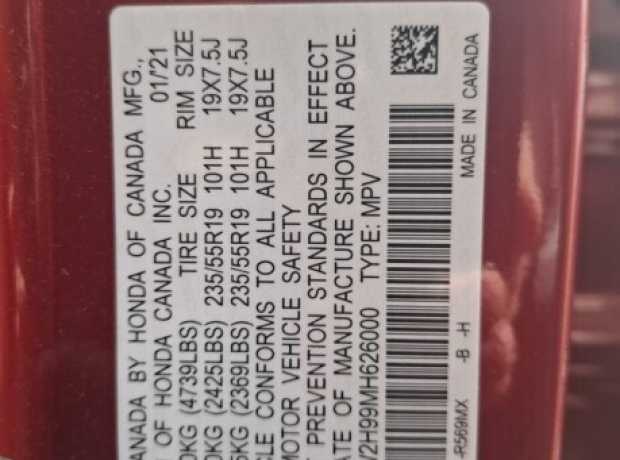 ANADA BY HONDA OF CANADA MFG.,
OF HONDA CANADA INC. 01/'21
0KG (4739LBS) TIRE SIZE RIM SIZE
0KG (2425LBS) 235/55R19 101H 19X7.5J
5KG (2369LBS) 235/55R19 101H 19X7.5J
CLE CONFORMS TO ALL APPLICABLE
MOTOR VEHICLE SAFETY
T PREVENTION STANDARDS IN EFFECT
ATE OF MANUFACTURE SHOWN ABOVE.
V2H99MH626000 TYPE: MPV
-R569MX -B -H MADE IN CANADA